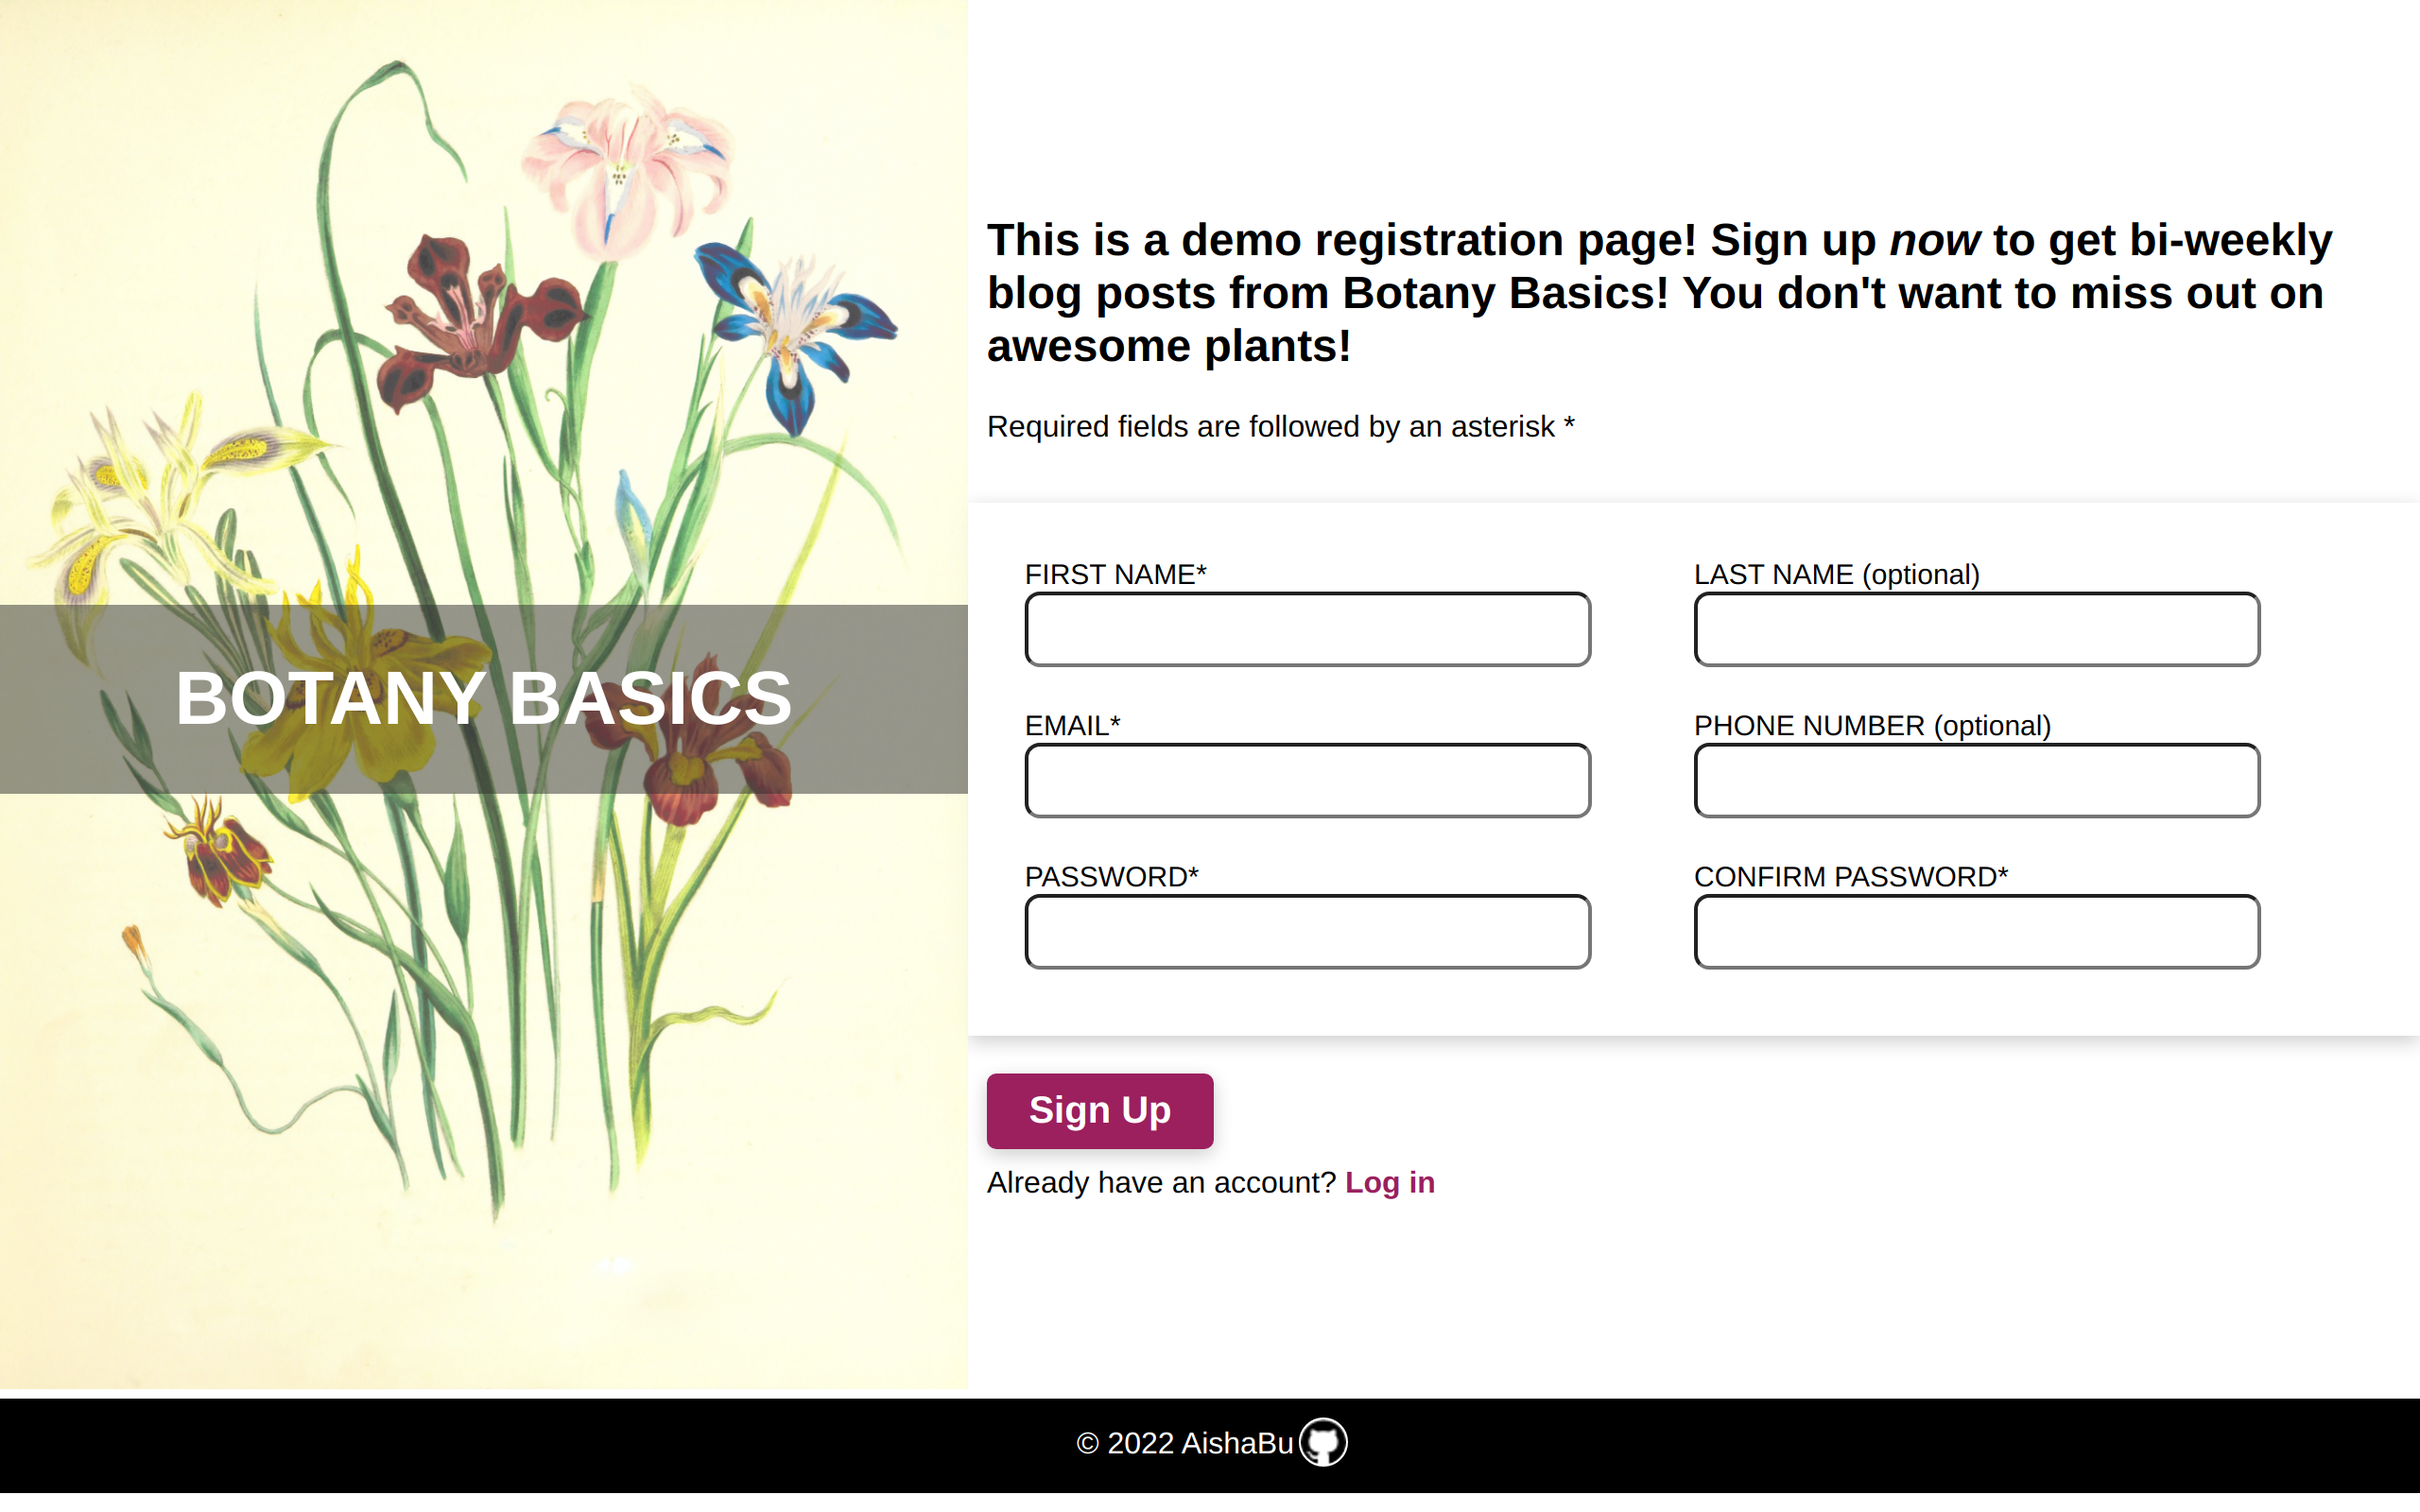 BOTANY BASICS
This is a demo registration page! Sign up now to get bi-weekly
blog posts from Botany Basics! You don't want to miss out on
awesome plants!
Required fields are followed by an asterisk *
FIRST NAME*
LAST NAME (optional)
EMAIL*
PHONE NUMBER (optional)
PASSWORD*
CONFIRM PASSWORD*
Sign Up
Already have an account? Log in
© 2022 AishaBu